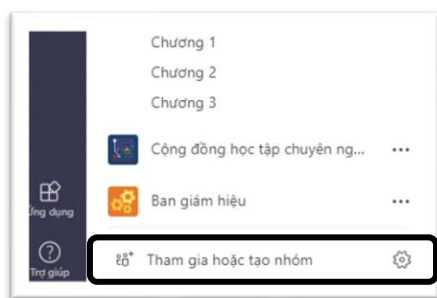 Chương 1
Chương 2
Chương 3
Cộng đồng học tập chuyên ng...
Ban giám hiệu
Ứng dụng
Tham gia hoặc tạo nhóm
Trợ giúp